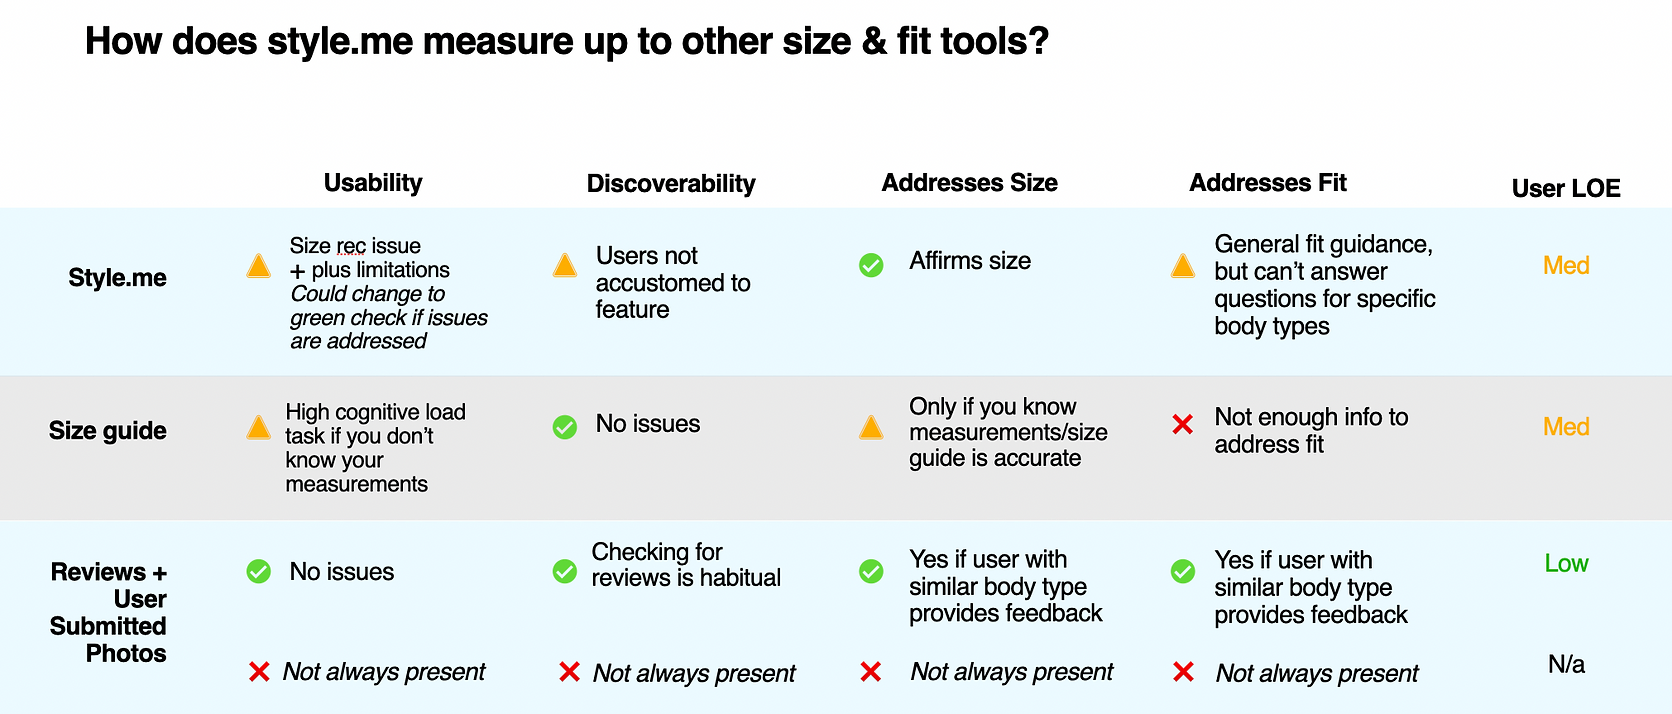 How does style.me measure up to other size & fit tools?
Usability
Discoverability
Addresses Size
Addresses Fit
User LOE
Style.me
Size rec issue
+ plus limitations
Could change to
green check if issues
are addressed
Users not
accustomed to
feature
Affirms size
General fit guidance,
but can't answer
questions for specific
body types
Med
Size guide
High cognitive load
task if you don't
know your
measurements
No issues
Only if you know
measurements/size
guide is accurate
Not enough info to
address fit
Med
Reviews +
User
Submitted
Photos
No issues
Checking for
reviews is habitual
Yes if user with
similar body type
provides feedback
Yes if user with
similar body type
provides feedback
Low
Not always present
Not always present
Not always present
Not always present
N/a